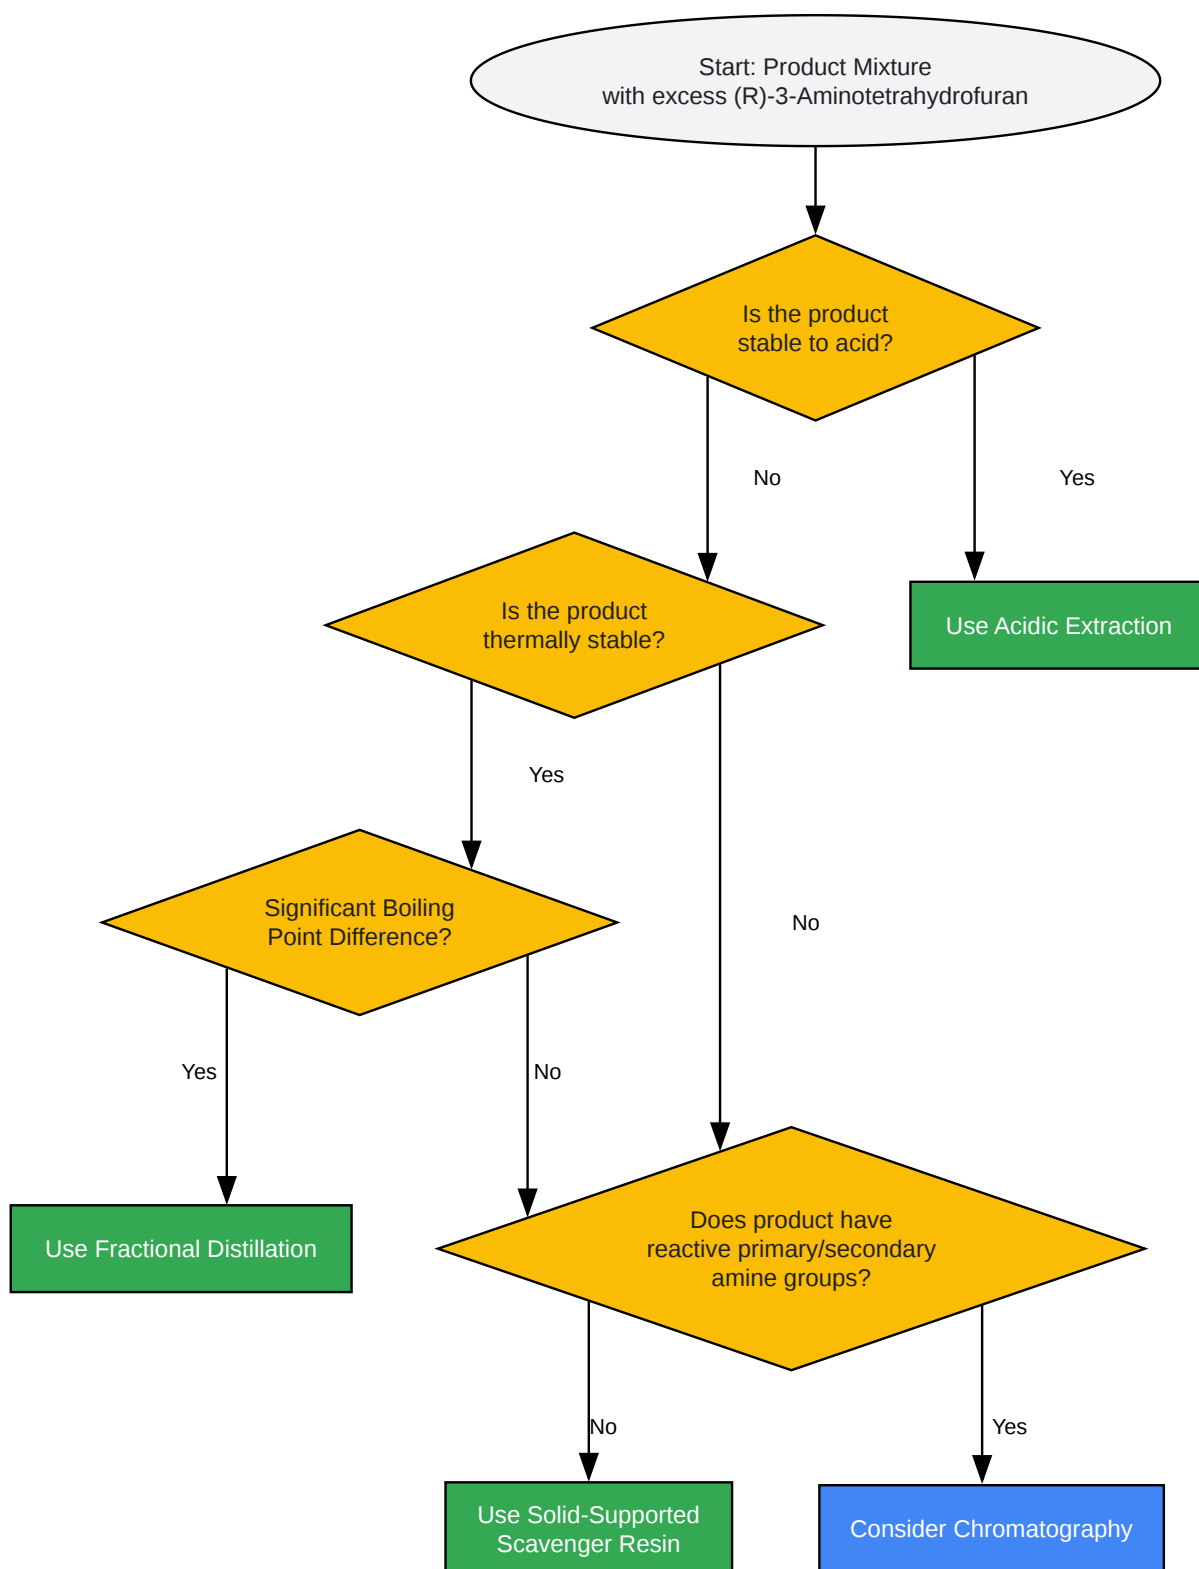 Start: Product Mixture
with excess (R)-3-Aminotetrahydrofuran
Is the product
stable to acid?
No
Yes
Is the product
thermally stable?
Use Acidic Extraction
Yes
Significant Boiling
Point Difference?
No
Yes
No
Use Fractional Distillation
Does product have
reactive primary/secondary
amine groups?
No
Yes
Use Solid-Supported
Scavenger Resin
Consider Chromatography